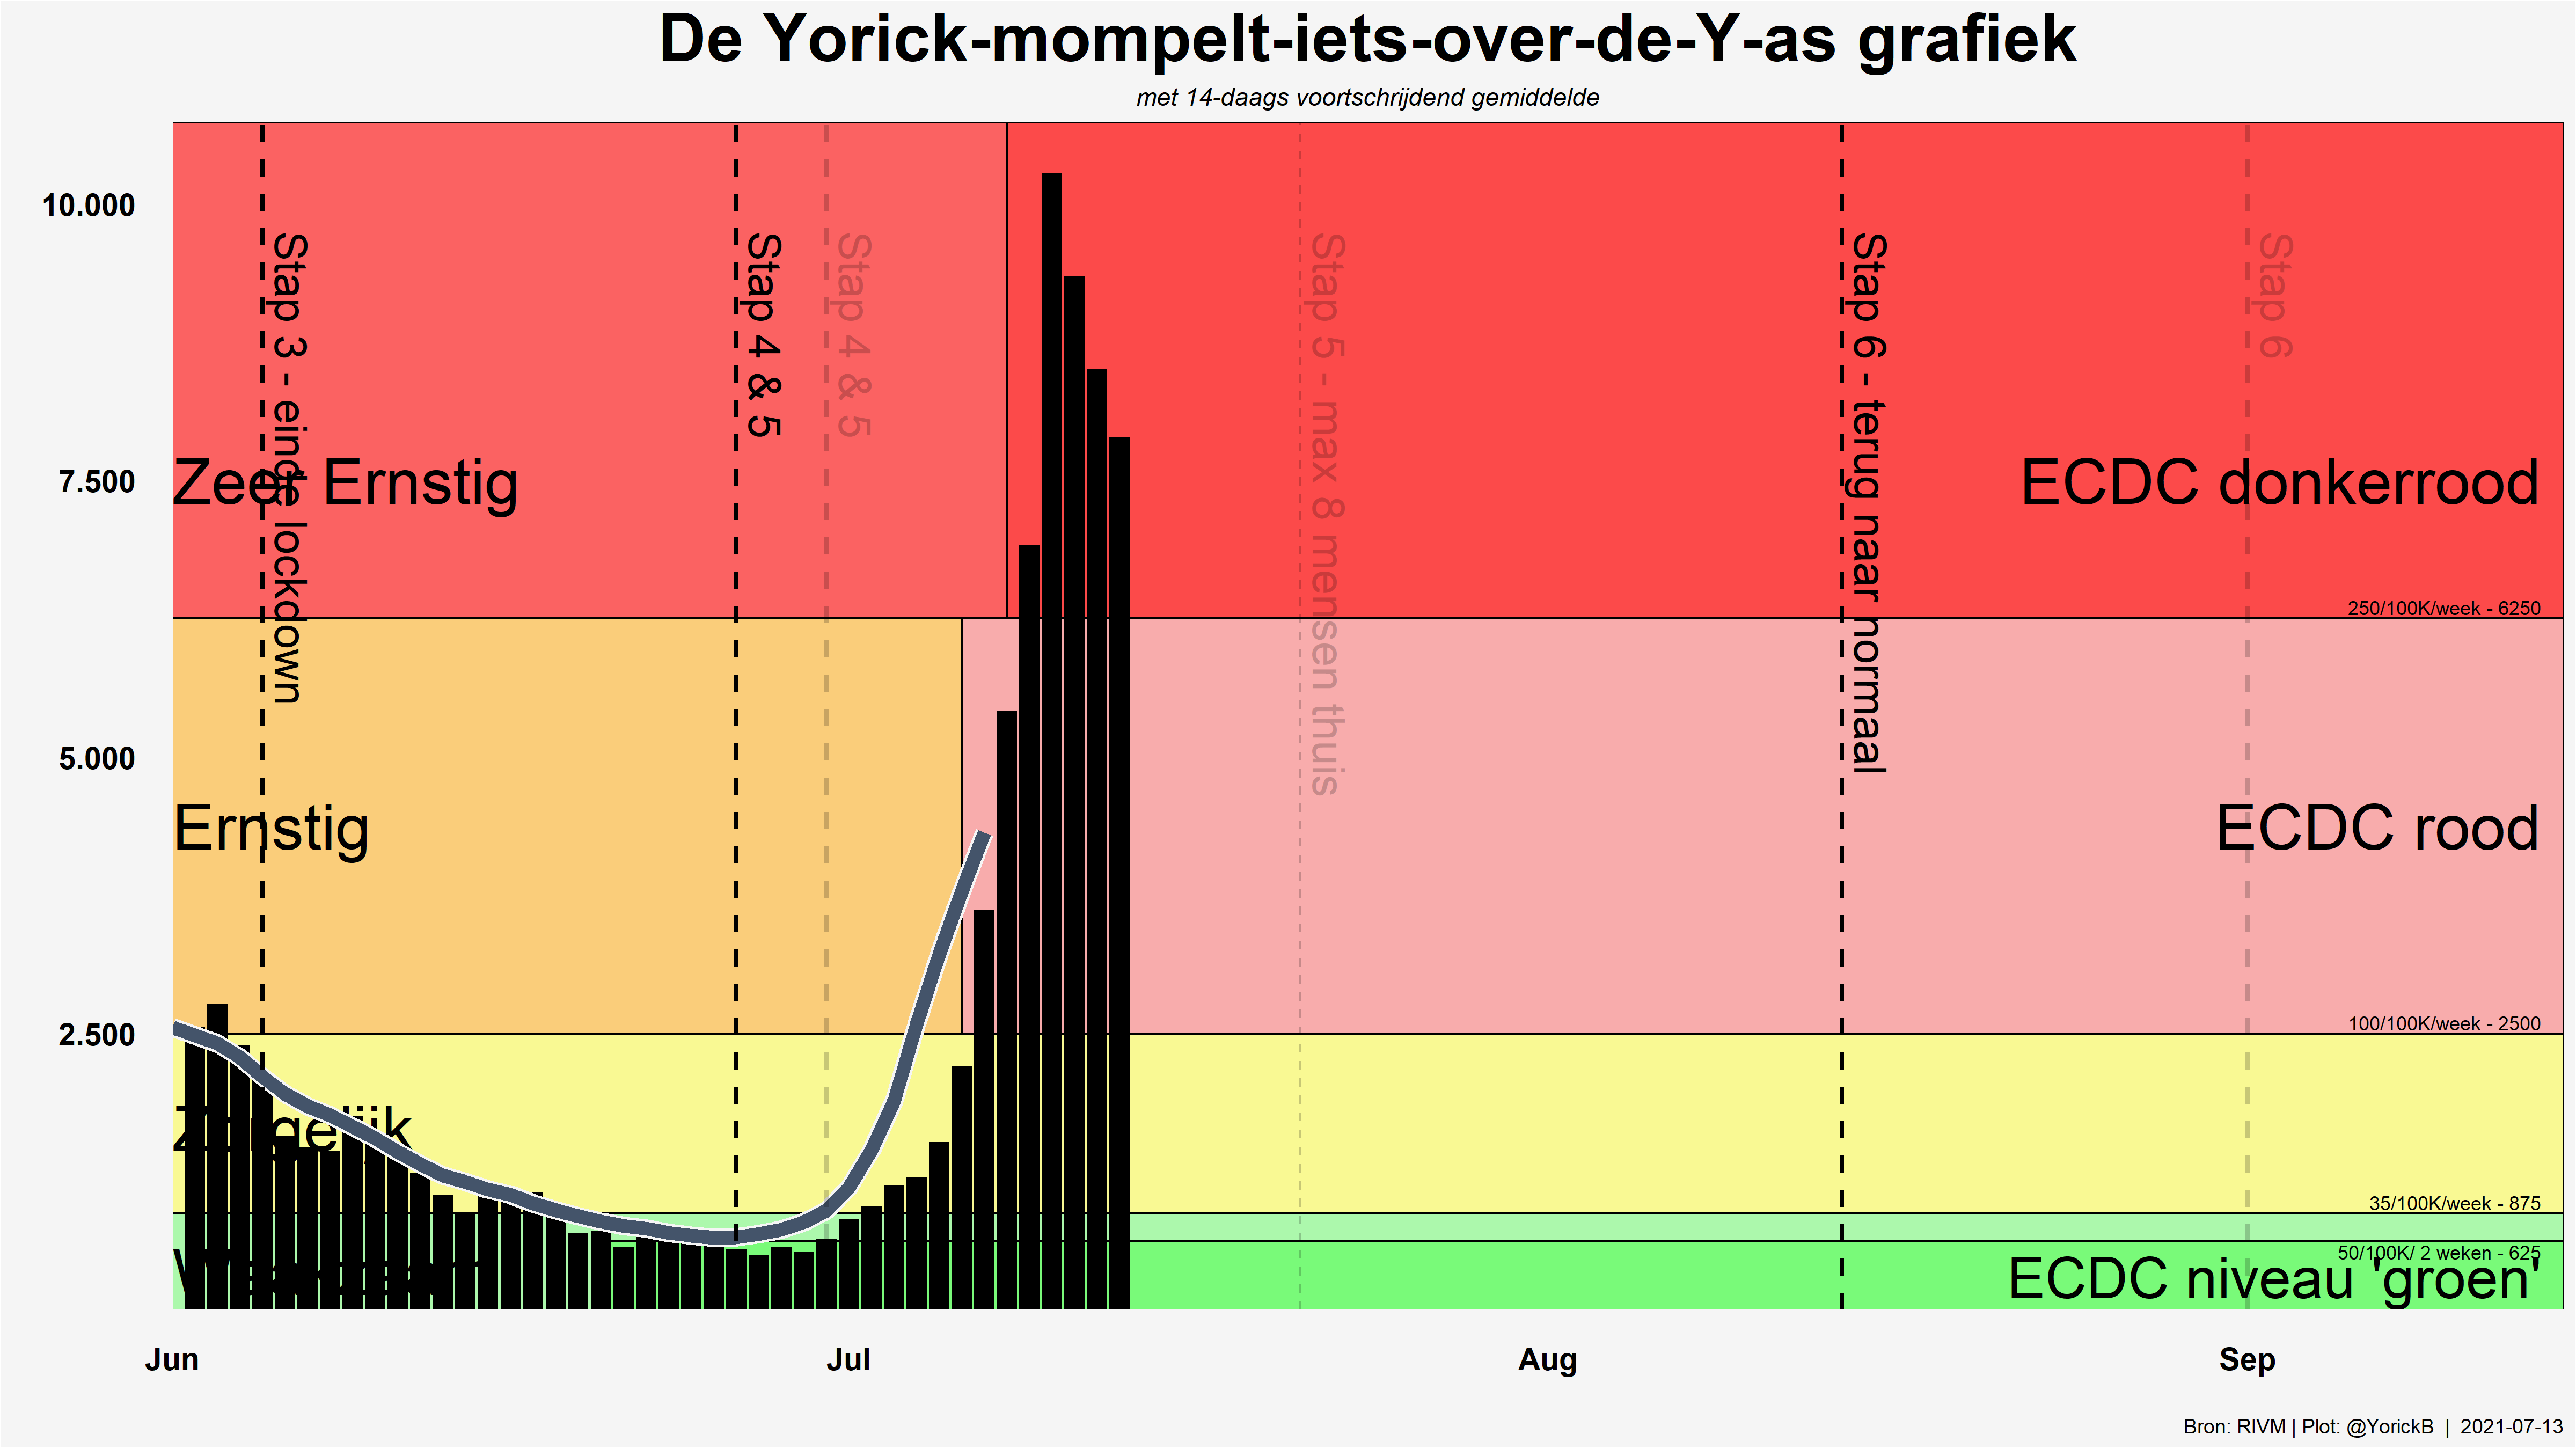 De Yorick-mompelt-iets-over-de-Y-as grafiek
met 14-daags voortschrijdend gemiddelde
10.000
7.500
5.000
2.500
Stap 3 - einde lockdown
Stap 4 & 5
Stap 4 & 5
Stap 5 - max 8 mensen thuis
Stap 6 - terug naar normaal
Stap 6
Zeer Ernstig
ECDC donkerrood
250/100K/week - 6250
Ernstig
ECDC rood
100/100K/week - 2500
Zorgelijk
35/100K/week - 875
50/100K/ 2 weken - 625
ECDC niveau 'groen'
Jun
Jul
Aug
Sep
Bron: RIVM | Plot: @YorickB | 2021-07-13